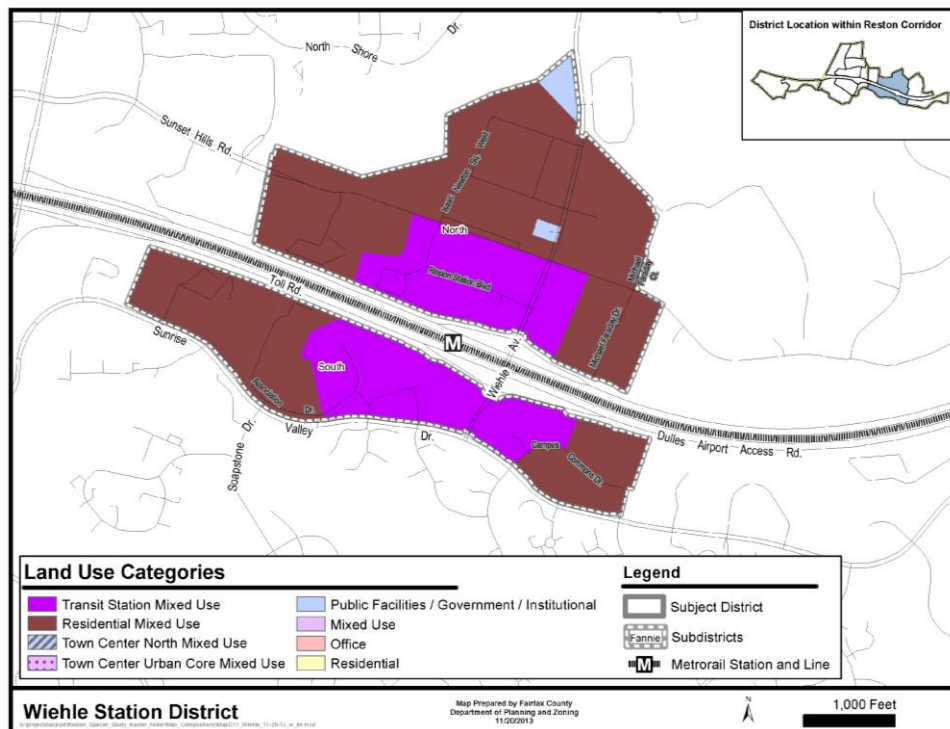 District Location within Reston Corridor
North Shore Dr.
Sunset Hills Rd.
Isaac Newton Sq. West
North
Reston Station Blvd.
Michael Faraday Ct.
Michael Faraday Dr.
Toll Rd.
M
Wiehle Av.
Sunrise Valley Dr.
South
Association Dr.
Soapstone Dr.
Campus Commons Dr.
Dulles Airport Access Rd.
Land Use Categories
Transit Station Mixed Use
Residential Mixed Use
Town Center North Mixed Use
Town Center Urban Core Mixed Use
Public Facilities / Government / Institutional
Mixed Use
Office
Residential
Legend
Subject District
Fannie Subdistricts
M Metrorail Station and Line
Wiehle Station District
Map Prepared by Fairfax County
Department of Planning and Zoning
11/20/2013
N
1,000 Feet